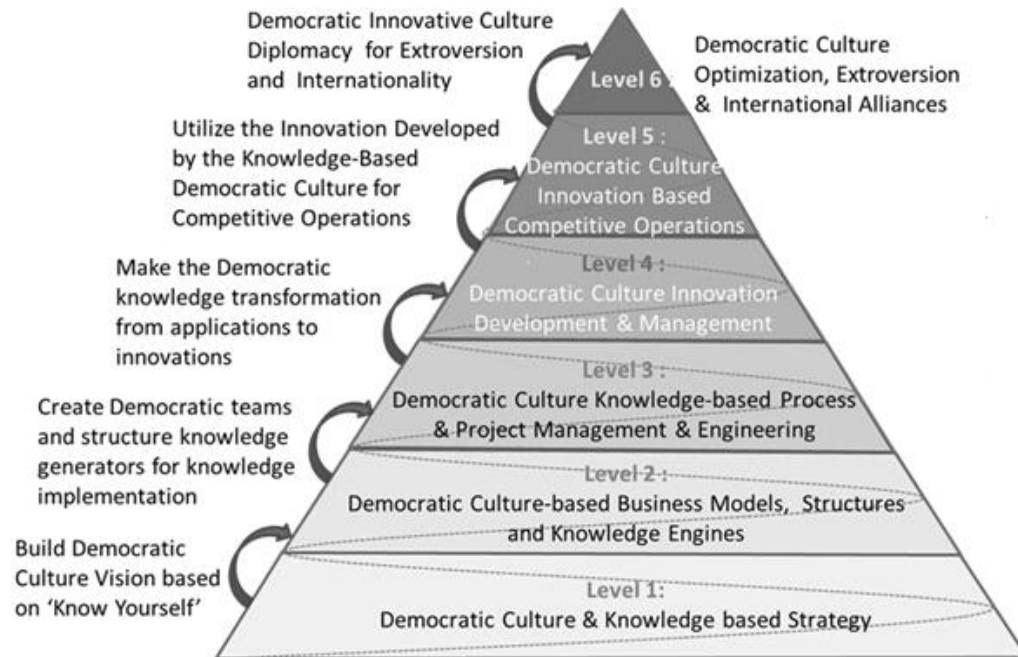 Democratic Innovative Culture
Diplomacy for Extroversion
and Internationality
Level 6 :
Democratic Culture
Optimization, Extroversion
& International Alliances
Utilize the Innovation Developed
by the Knowledge-Based
Democratic Culture for
Competitive Operations
Level 5 :
Democratic Culture
Innovation Based
Competitive Operations
Make the Democratic
knowledge transformation
from applications to
innovations
Level 4 :
Democratic Culture Innovation
Development & Management
Create Democratic teams
and structure knowledge
generators for knowledge
implementation
Level 3 :
Democratic Culture Knowledge-based Process
& Project Management & Engineering
Level 2 :
Democratic Culture-based Business Models, Structures
and Knowledge Engines
Build Democratic
Culture Vision based
on ‘Know Yourself’
Level 1:
Democratic Culture & Knowledge based Strategy